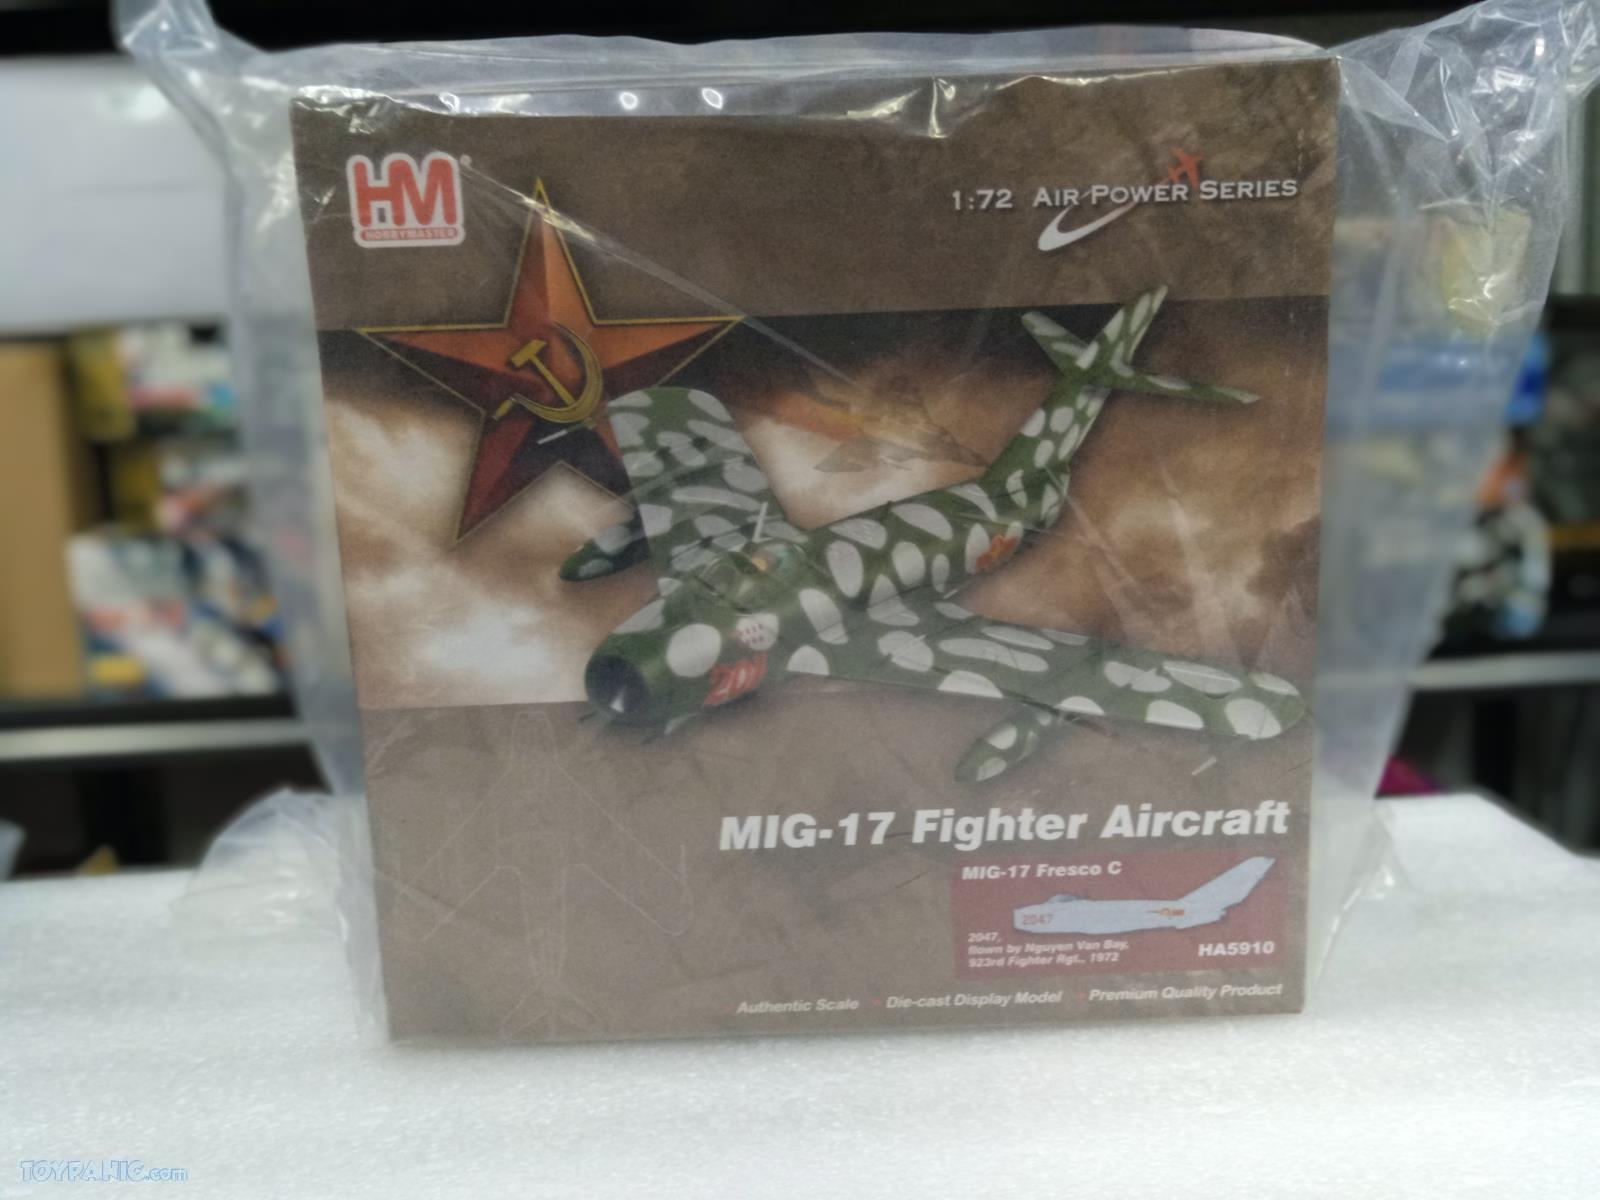 HM
HOBBYMASTER
1:72 AIR POWER SERIES
MIG-17 Fighter Aircraft
MIG-17 Fresco C
2047
2047,
flown by Nguyen Van Bay,
923rd Fighter Rgt., 1972
HA5910
Authentic Scale Die-cast Display Model Premium Quality Product
TOYPANIC.com